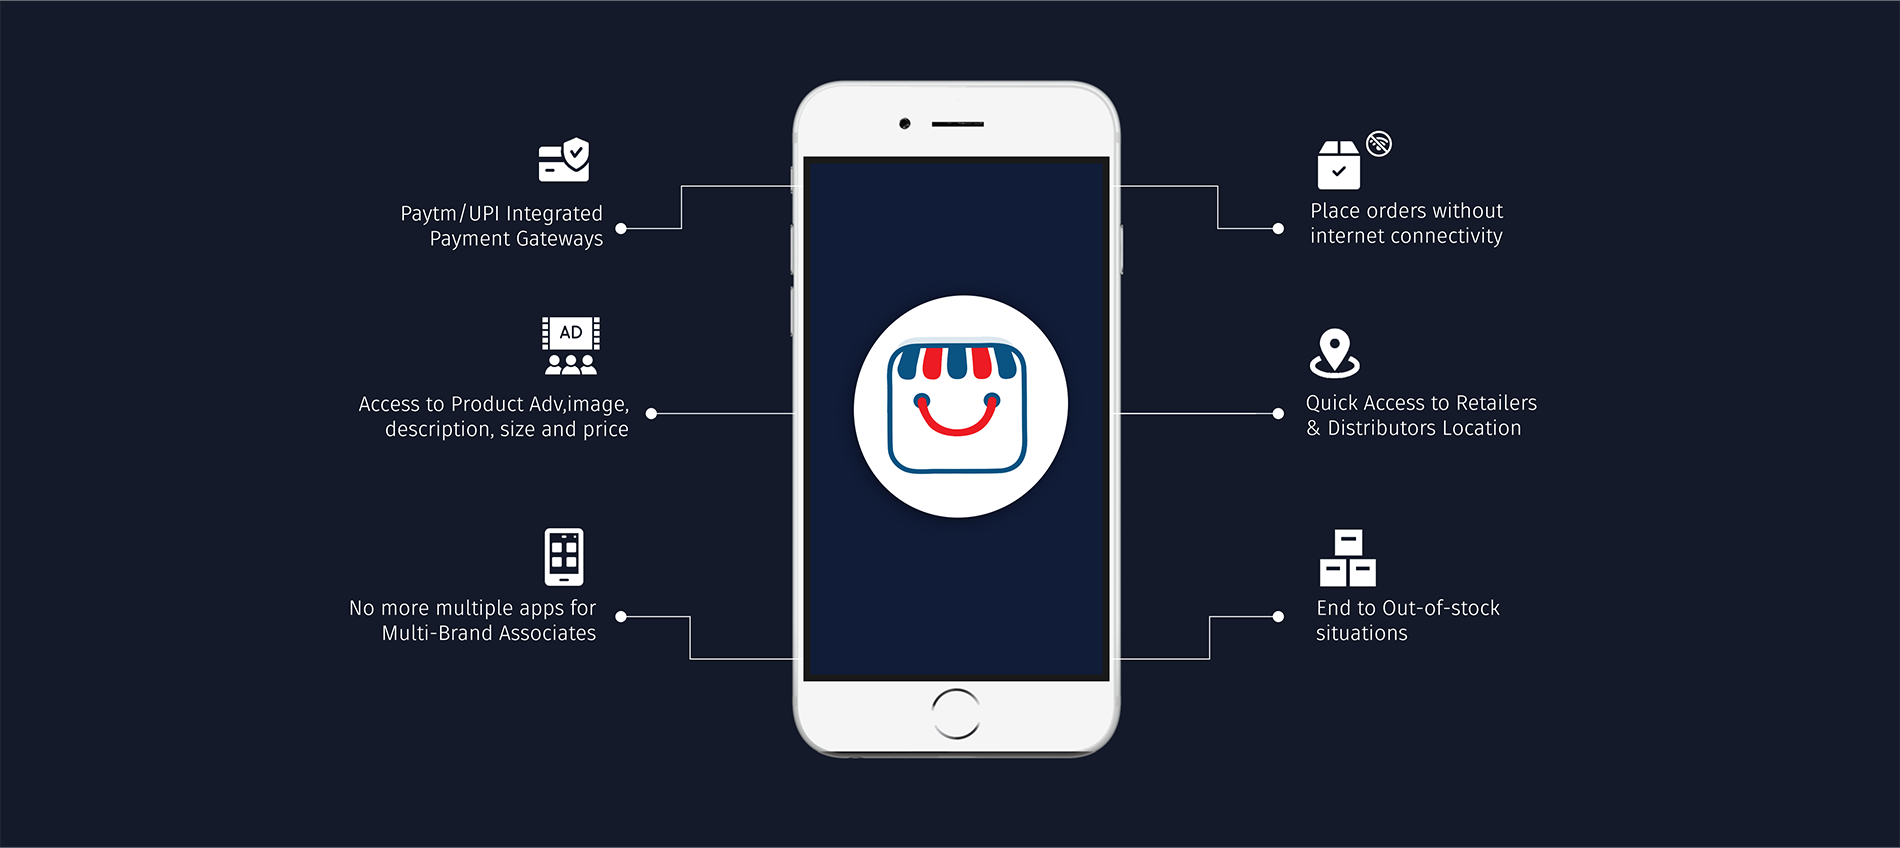 Paytm/UPI Integrated
Payment Gateways
AD
Access to Product Adv,image,
description, size and price
No more multiple apps for
Multi-Brand Associates
Place orders without
internet connectivity
Quick Access to Retailers
& Distributors Location
End to Out-of-stock
situations